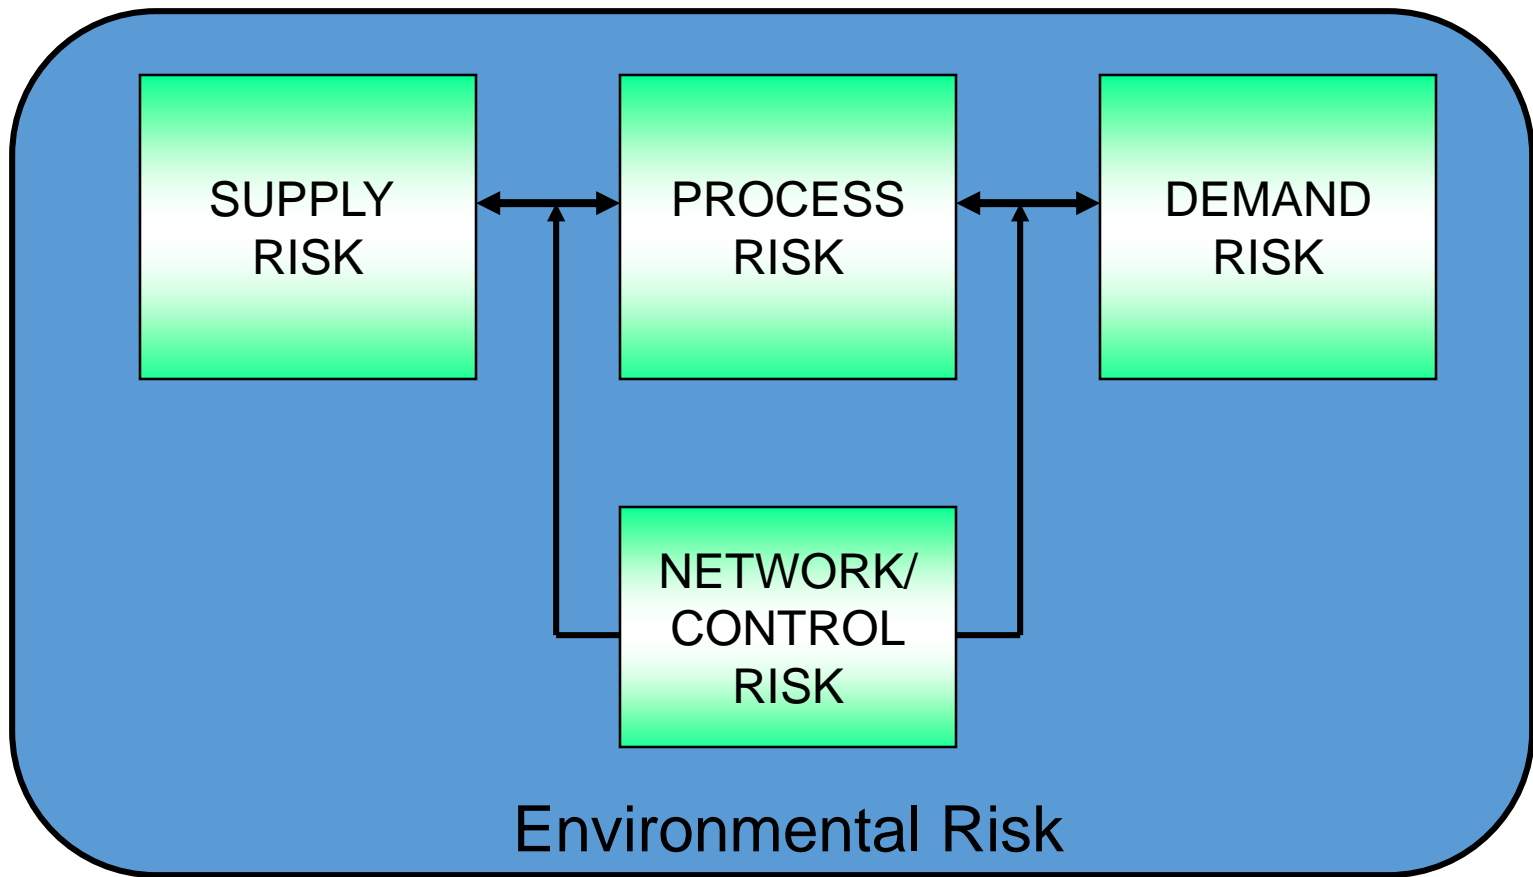 SUPPLY
RISK
PROCESS
RISK
DEMAND
RISK
NETWORK/
CONTROL
RISK
Environmental Risk